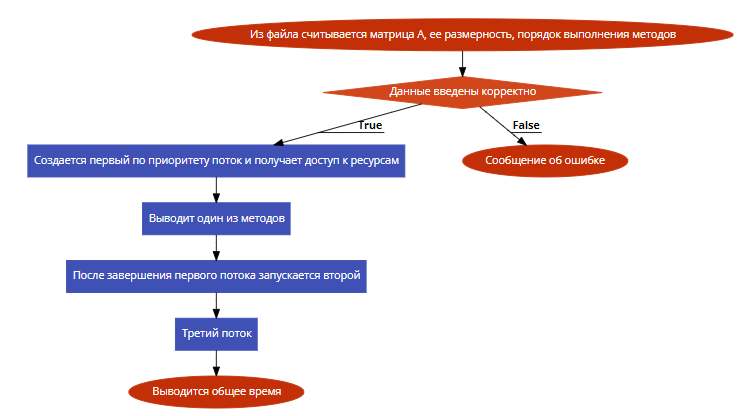 Из файла считывается матрица А, ее размерность, порядок выполнения методов
Данные введены корректно
True
False
Создается первый по приоритету поток и получает доступ к ресурсам
Сообщение об ошибке
Выводит один из методов
После завершения первого потока запускается второй
Третий поток
Выводится общее время